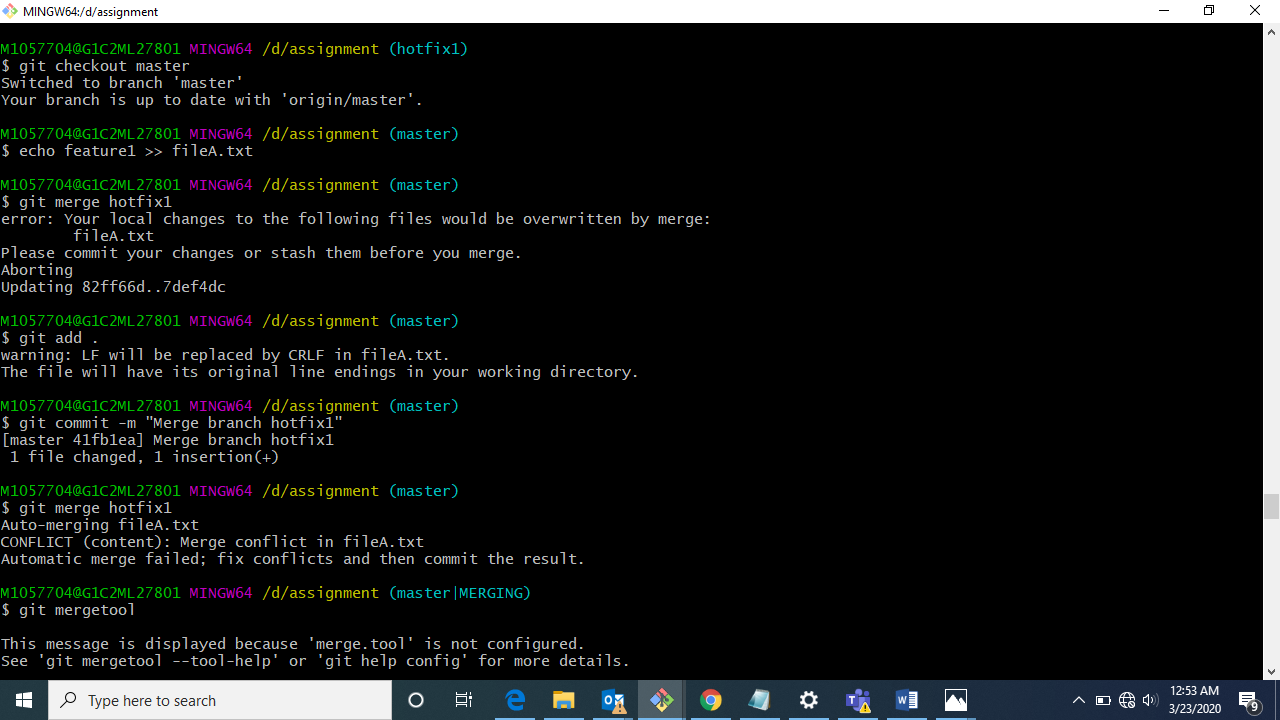 MINGW64:/d/assignment
M1057704@G1C2ML27801 MINGW64 /d/assignment (hotfix1)
$ git checkout master
Switched to branch 'master'
Your branch is up to date with 'origin/master'.
M1057704@G1C2ML27801 MINGW64 /d/assignment (master)
$ echo feature1 >> fileA.txt
M1057704@G1C2ML27801 MINGW64 /d/assignment (master)
$ git merge hotfix1
error: Your local changes to the following files would be overwritten by merge:
        fileA.txt
Please commit your changes or stash them before you merge.
Aborting
Updating 82ff66d..7def4dc
M1057704@G1C2ML27801 MINGW64 /d/assignment (master)
$ git add .
warning: LF will be replaced by CRLF in fileA.txt.
The file will have its original line endings in your working directory.
M1057704@G1C2ML27801 MINGW64 /d/assignment (master)
$ git commit -m "Merge branch hotfix1"
[master 41fb1ea] Merge branch hotfix1
 1 file changed, 1 insertion(+)
M1057704@G1C2ML27801 MINGW64 /d/assignment (master)
$ git merge hotfix1
Auto-merging fileA.txt
CONFLICT (content): Merge conflict in fileA.txt
Automatic merge failed; fix conflicts and then commit the result.
M1057704@G1C2ML27801 MINGW64 /d/assignment (master|MERGING)
$ git mergetool
This message is displayed because 'merge.tool' is not configured.
See 'git mergetool --tool-help' or 'git help config' for more details.
Type here to search
12:53 AM
3/23/2020
9